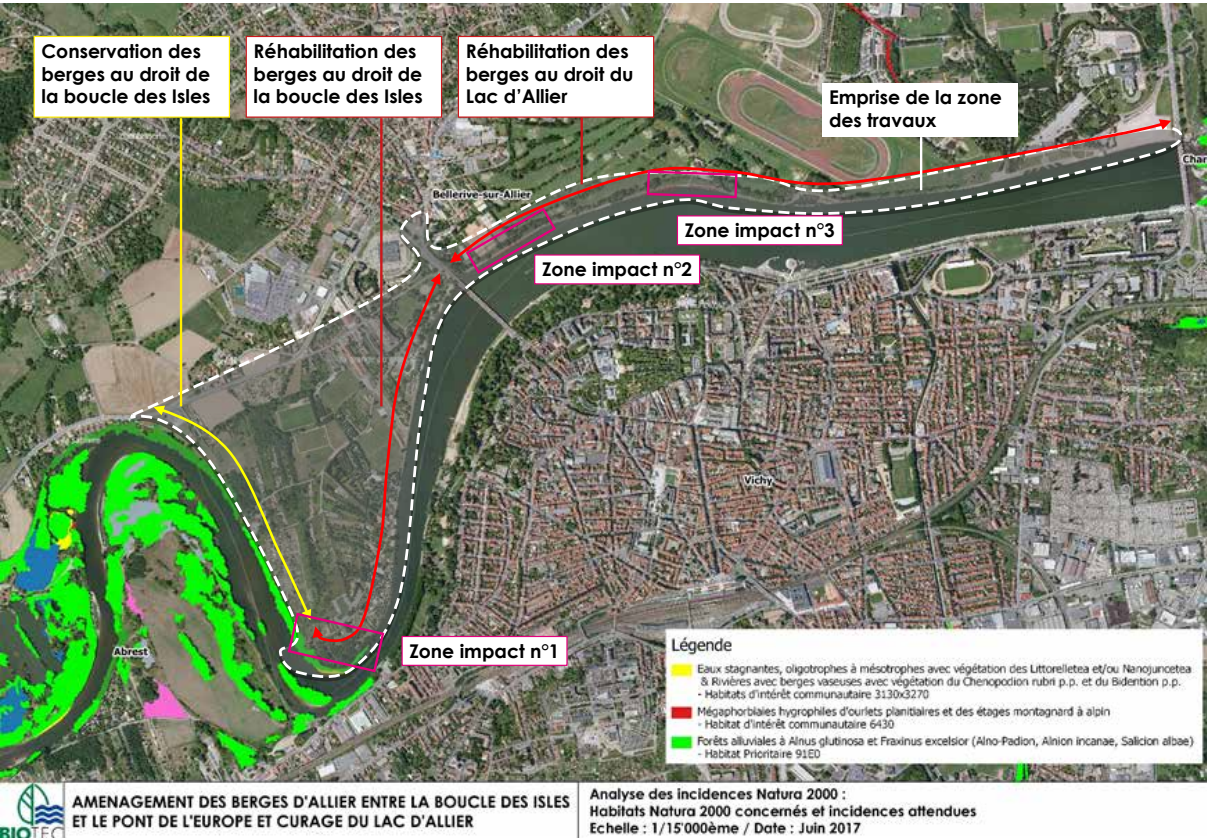 Conservation des
berges au droit de
la boucle des Isles
Réhabilitation des
berges au droit de
la boucle des Isles
Réhabilitation des
berges au droit du
Lac d'Allier
Emprise de la zone
des travaux
Bellerive-sur-Allier
Char
Zone impact n°3
Zone impact n°2
Vichy
Abrest
Zone impact n°1
Légende
Eaux stagnantes, oligotrophes à mésotrophes avec végétation des Littorelletea et/ou Nanojuncetea
& Rivières avec berges vaseuses avec végétation du Chenopodion rubri p.p. et du Bidention p.p.
- Habitats d'intérêt communautaire 3130x3270
Mégaphorbiaies hygrophiles d'ourlets planitiaires et des étages montagnard à alpin
- Habitat d'intérêt communautaire 6430
Forêts alluviales à Alnus glutinosa et Fraxinus excelsior (Alno-Padion, Alnion incanae, Salicion albae)
- Habitat Prioritaire 91E0
BIOTEC
AMENAGEMENT DES BERGES D'ALLIER ENTRE LA BOUCLE DES ISLES
ET LE PONT DE L'EUROPE ET CURAGE DU LAC D'ALLIER
Analyse des incidences Natura 2000 :
Habitats Natura 2000 concernés et incidences attendues
Echelle : 1/15'000ème / Date : Juin 2017